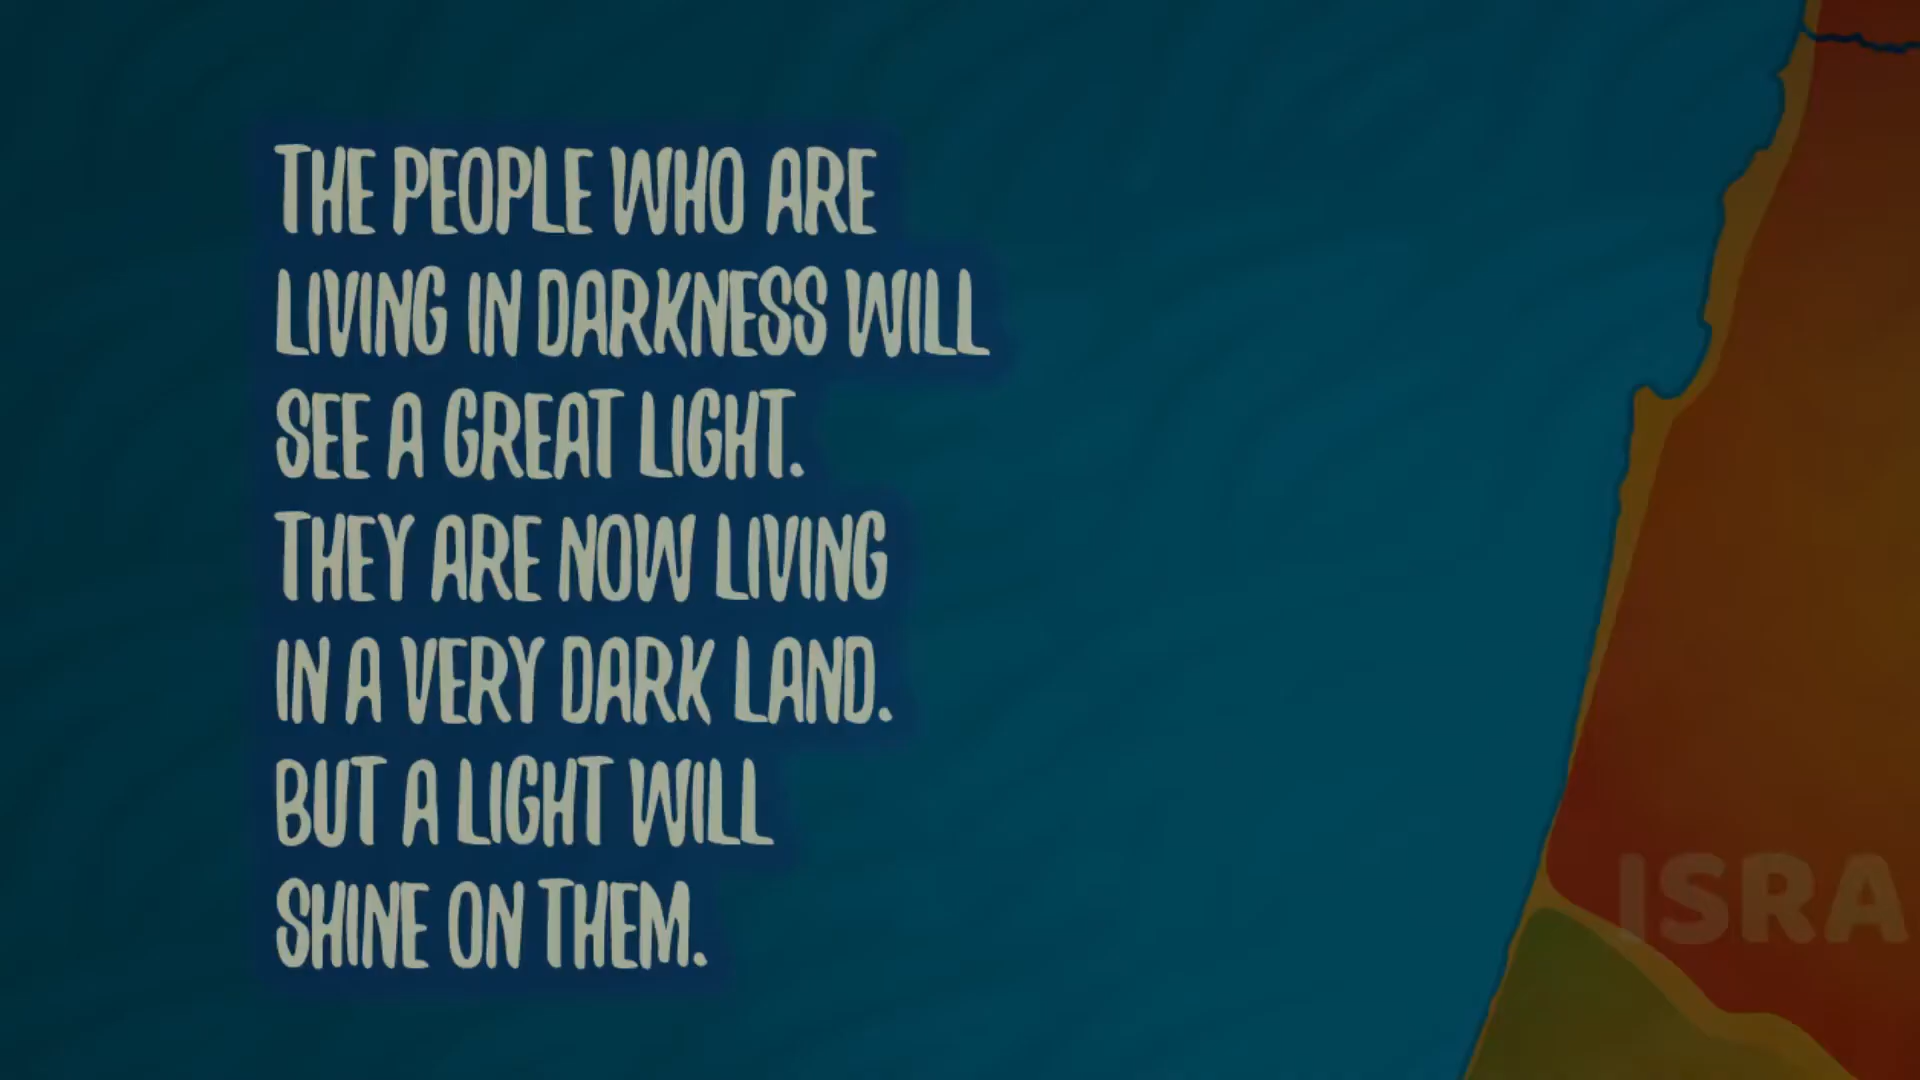 THE PEOPLE WHO ARE
LIVING IN DARKNESS WILL
SEE A GREAT LIGHT.
THEY ARE NOW LIVING
IN A VERY DARK LAND.
BUT A LIGHT WILL
SHINE ON THEM.
ISRA